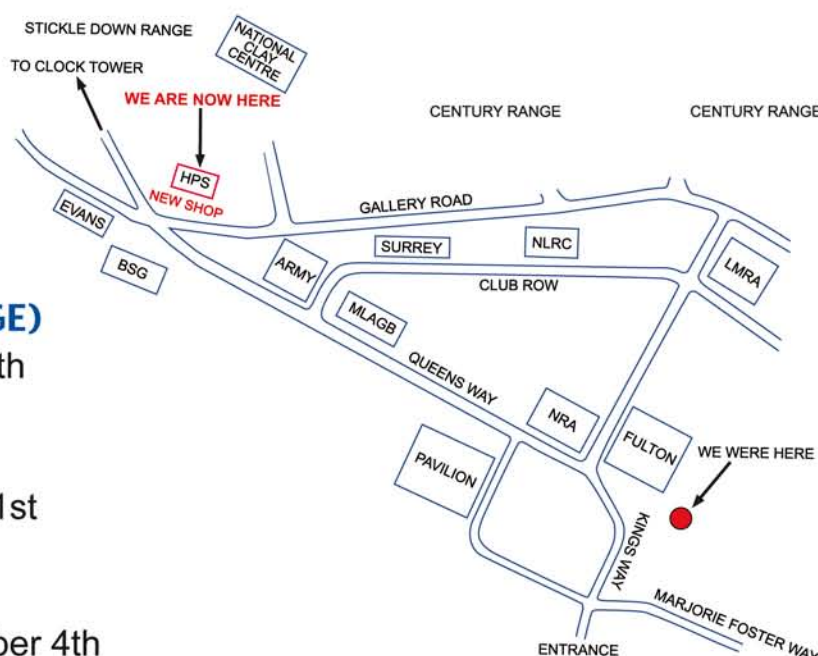 STICKLE DOWN RANGE
NATIONAL
CLAY
CENTRE
TO CLOCK TOWER
WE ARE NOW HERE
CENTURY RANGE
CENTURY RANGE
HPS
NEW SHOP
EVANS
BSG
GALLERY ROAD
ARMY
SURREY
NLRC
LMRA
CLUB ROW
MLAGB
QUEENS WAY
GE)
th
NRA
FULTON
PAVILION
WE WERE HERE
1st
KINGS WAY
MARJORIE FOSTER WAY
ber 4th
ENTRANCE